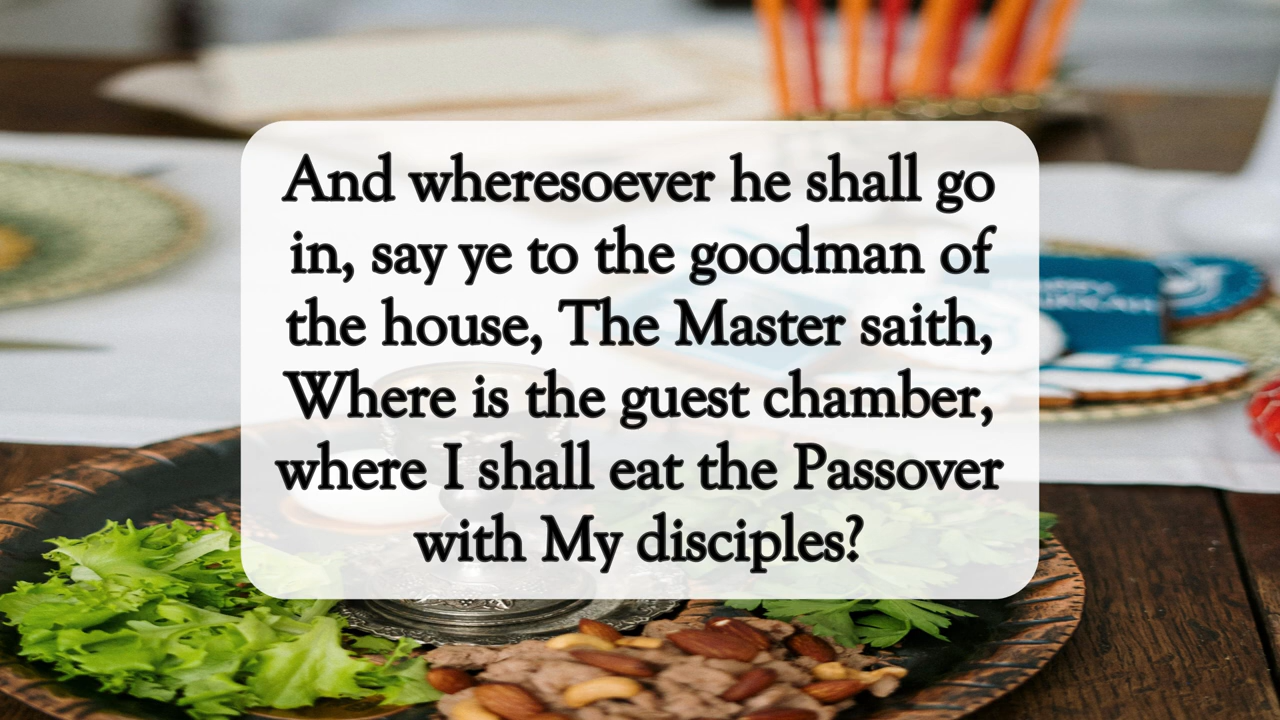 And wheresoever he shall go
in, say ye to the goodman of
the house, The Master saith,
Where is the guest chamber,
where I shall eat the Passover
with My disciples?